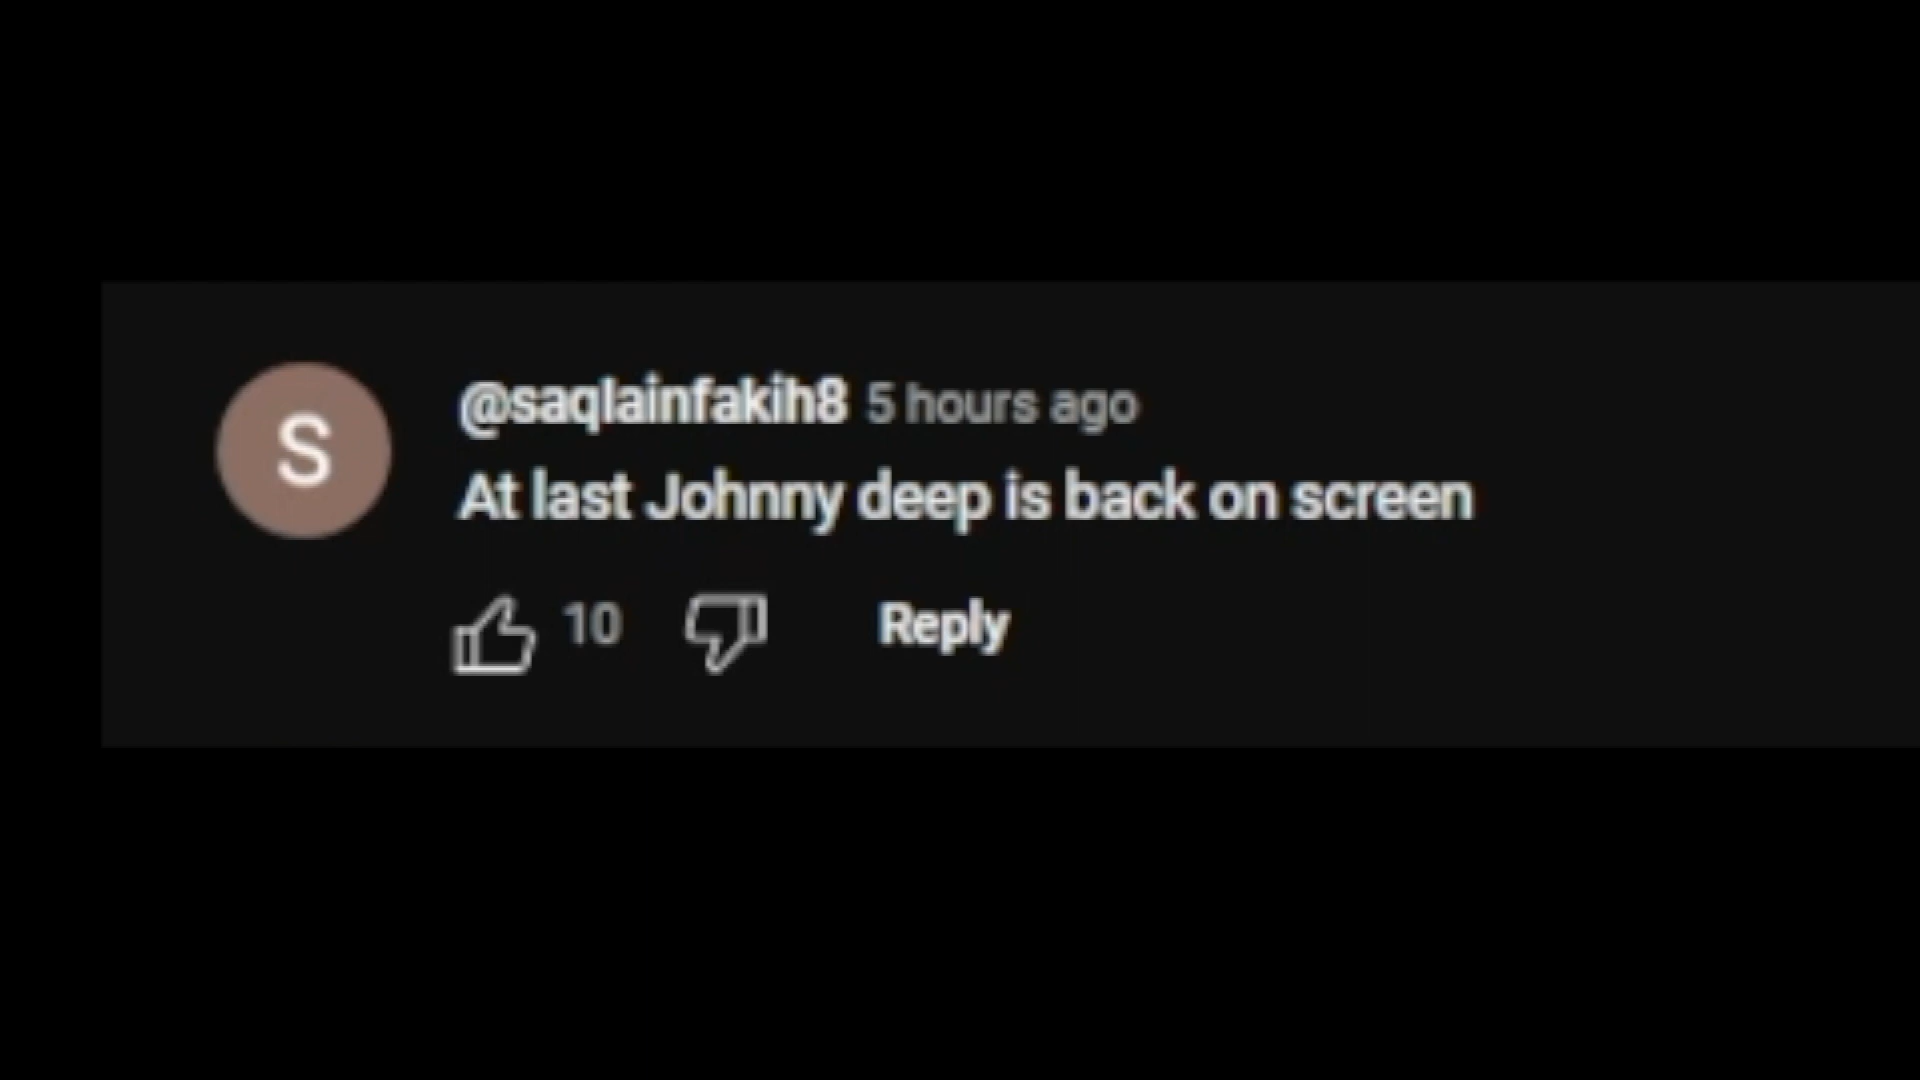 S
@saqlainfakih8 5 hours ago
At last Johnny deep is back on screen
10 Reply